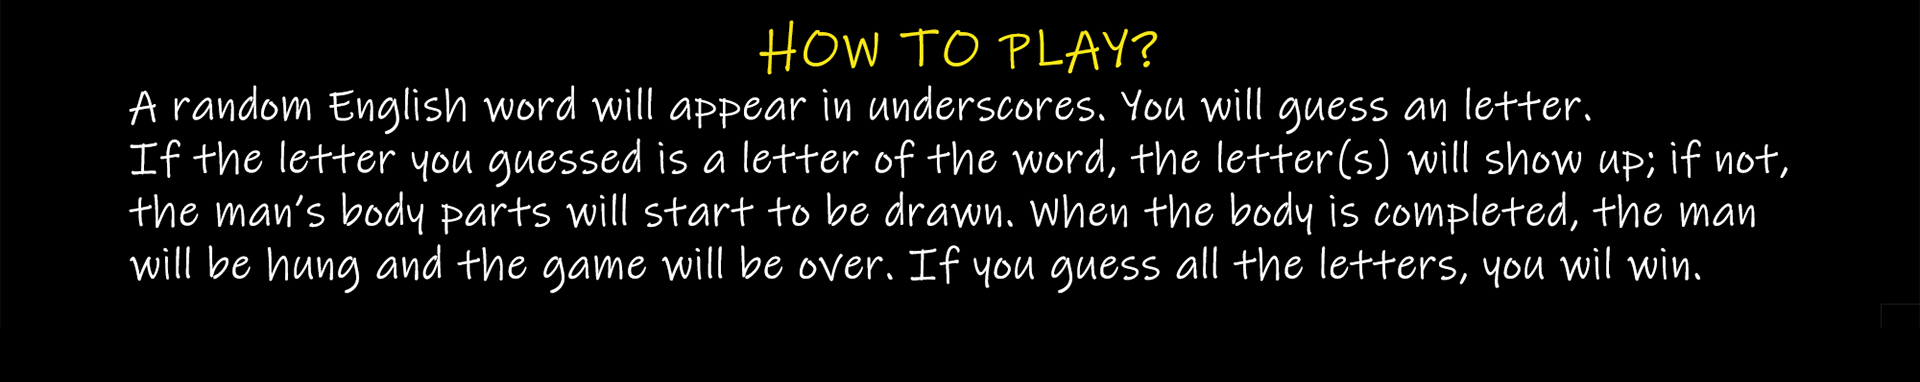 HOW TO PLAY?
A random English word will appear in underscores. You will guess an letter.
If the letter you guessed is a letter of the word, the letter(s) will show up; if not,
the man's body parts will start to be drawn. When the body is completed, the man
will be hung and the game will be over. If you guess all the letters, you wil win.